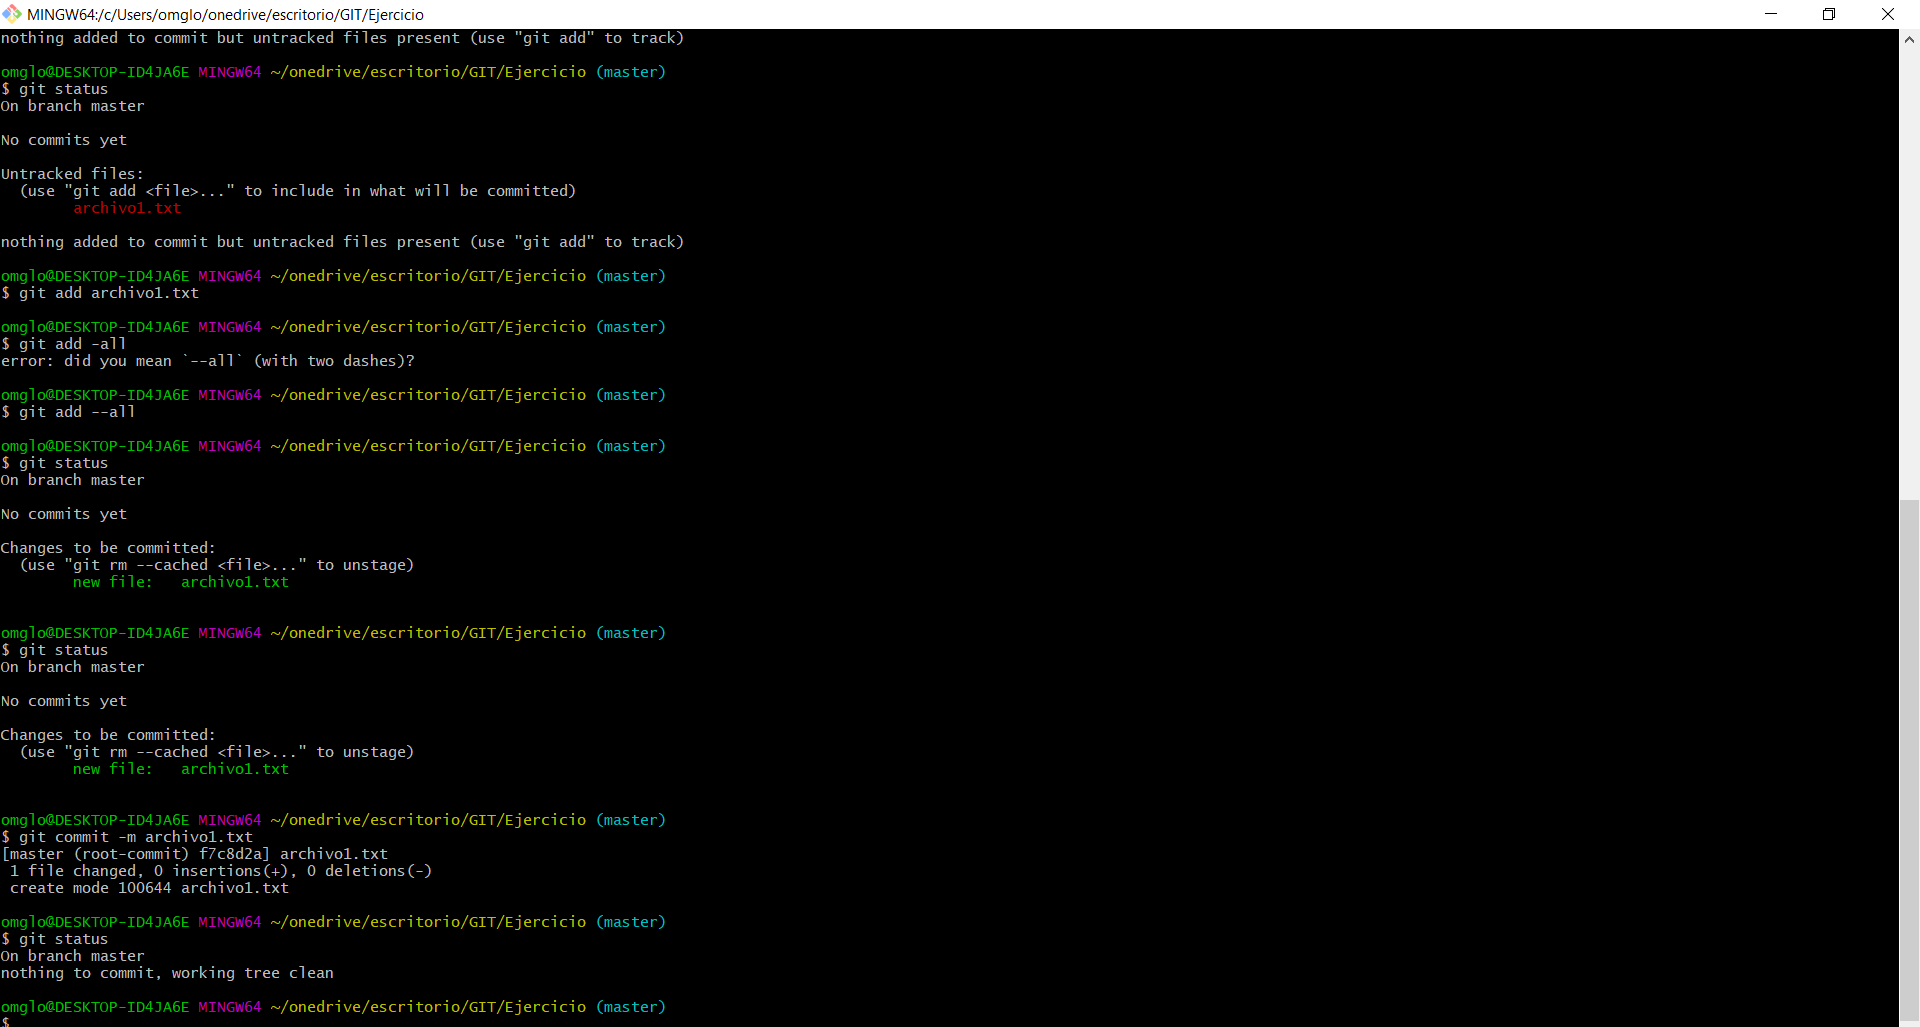 MINGW64:/c/Users/omglo/onedrive/escritorio/GIT/Ejercicio
nothing added to commit but untracked files present (use "git add" to track)
omglo@DESKTOP-ID4JA6E MINGW64 ~/onedrive/escritorio/GIT/Ejercicio (master)
$ git status
On branch master
No commits yet
Untracked files:
(use "git add <file>..." to include in what will be committed)
archivo1.txt
nothing added to commit but untracked files present (use "git add" to track)
omglo@DESKTOP-ID4JA6E MINGW64 ~/onedrive/escritorio/GIT/Ejercicio (master)
$ git add archivo1.txt
omglo@DESKTOP-ID4JA6E MINGW64 ~/onedrive/escritorio/GIT/Ejercicio (master)
$ git add -all
error: did you mean `--all` (with two dashes)?
omglo@DESKTOP-ID4JA6E MINGW64 ~/onedrive/escritorio/GIT/Ejercicio (master)
$ git add --all
omglo@DESKTOP-ID4JA6E MINGW64 ~/onedrive/escritorio/GIT/Ejercicio (master)
$ git status
On branch master
No commits yet
Changes to be committed:
(use "git rm --cached <file>..." to unstage)
new file:   archivo1.txt
omglo@DESKTOP-ID4JA6E MINGW64 ~/onedrive/escritorio/GIT/Ejercicio (master)
$ git status
On branch master
No commits yet
Changes to be committed:
(use "git rm --cached <file>..." to unstage)
new file:   archivo1.txt
omglo@DESKTOP-ID4JA6E MINGW64 ~/onedrive/escritorio/GIT/Ejercicio (master)
$ git commit -m archivo1.txt
[master (root-commit) f7c8d2a] archivo1.txt
1 file changed, 0 insertions(+), 0 deletions(-)
create mode 100644 archivo1.txt
omglo@DESKTOP-ID4JA6E MINGW64 ~/onedrive/escritorio/GIT/Ejercicio (master)
$ git status
On branch master
nothing to commit, working tree clean
omglo@DESKTOP-ID4JA6E MINGW64 ~/onedrive/escritorio/GIT/Ejercicio (master)
$